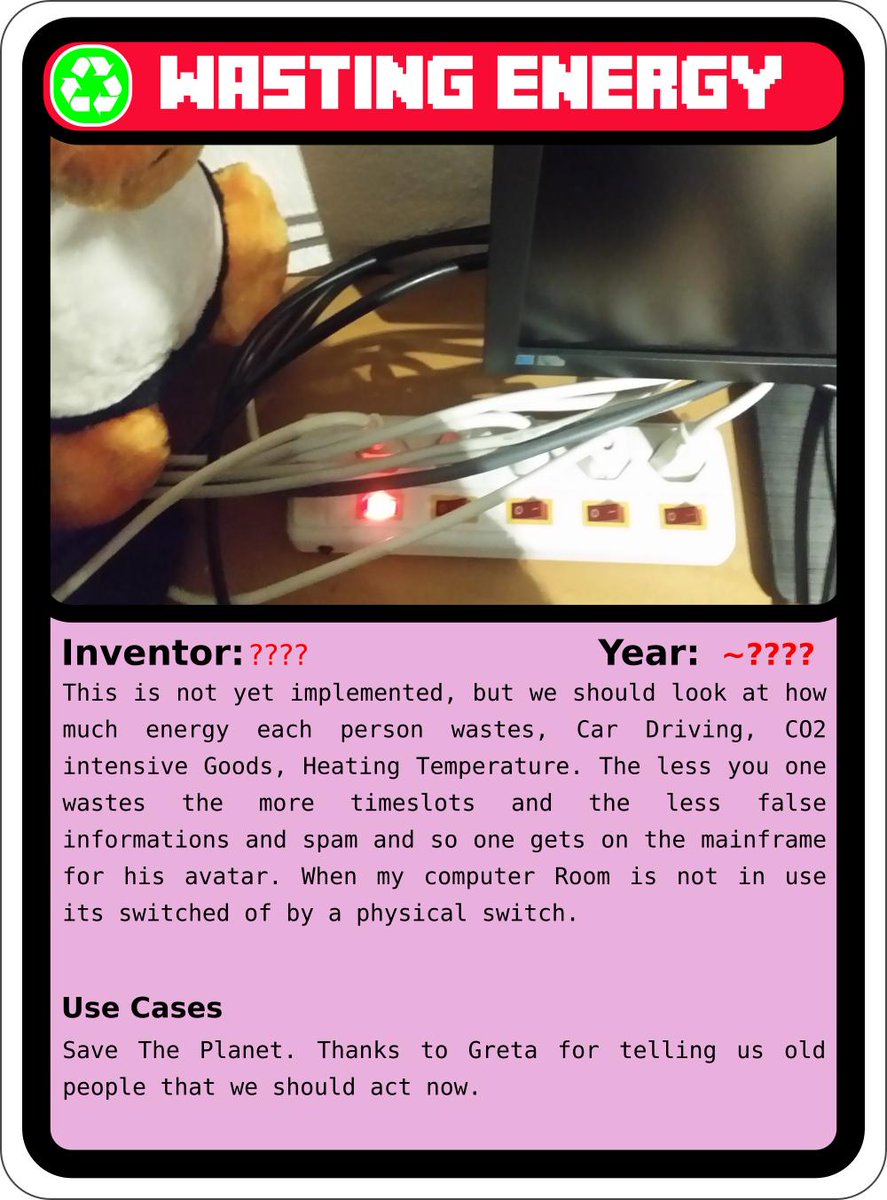 WASTING ENERGY
Inventor: ???? Year: ~????
This is not yet implemented, but we should look at how
much energy each person wastes, Car Driving, CO2
intensive Goods, Heating Temperature. The less you one
wastes the more timeslots and the less false
informations and spam and so one gets on the mainframe
for his avatar. When my computer Room is not in use
its switched of by a physical switch.
Use Cases
Save The Planet. Thanks to Greta for telling us old
people that we should act now.